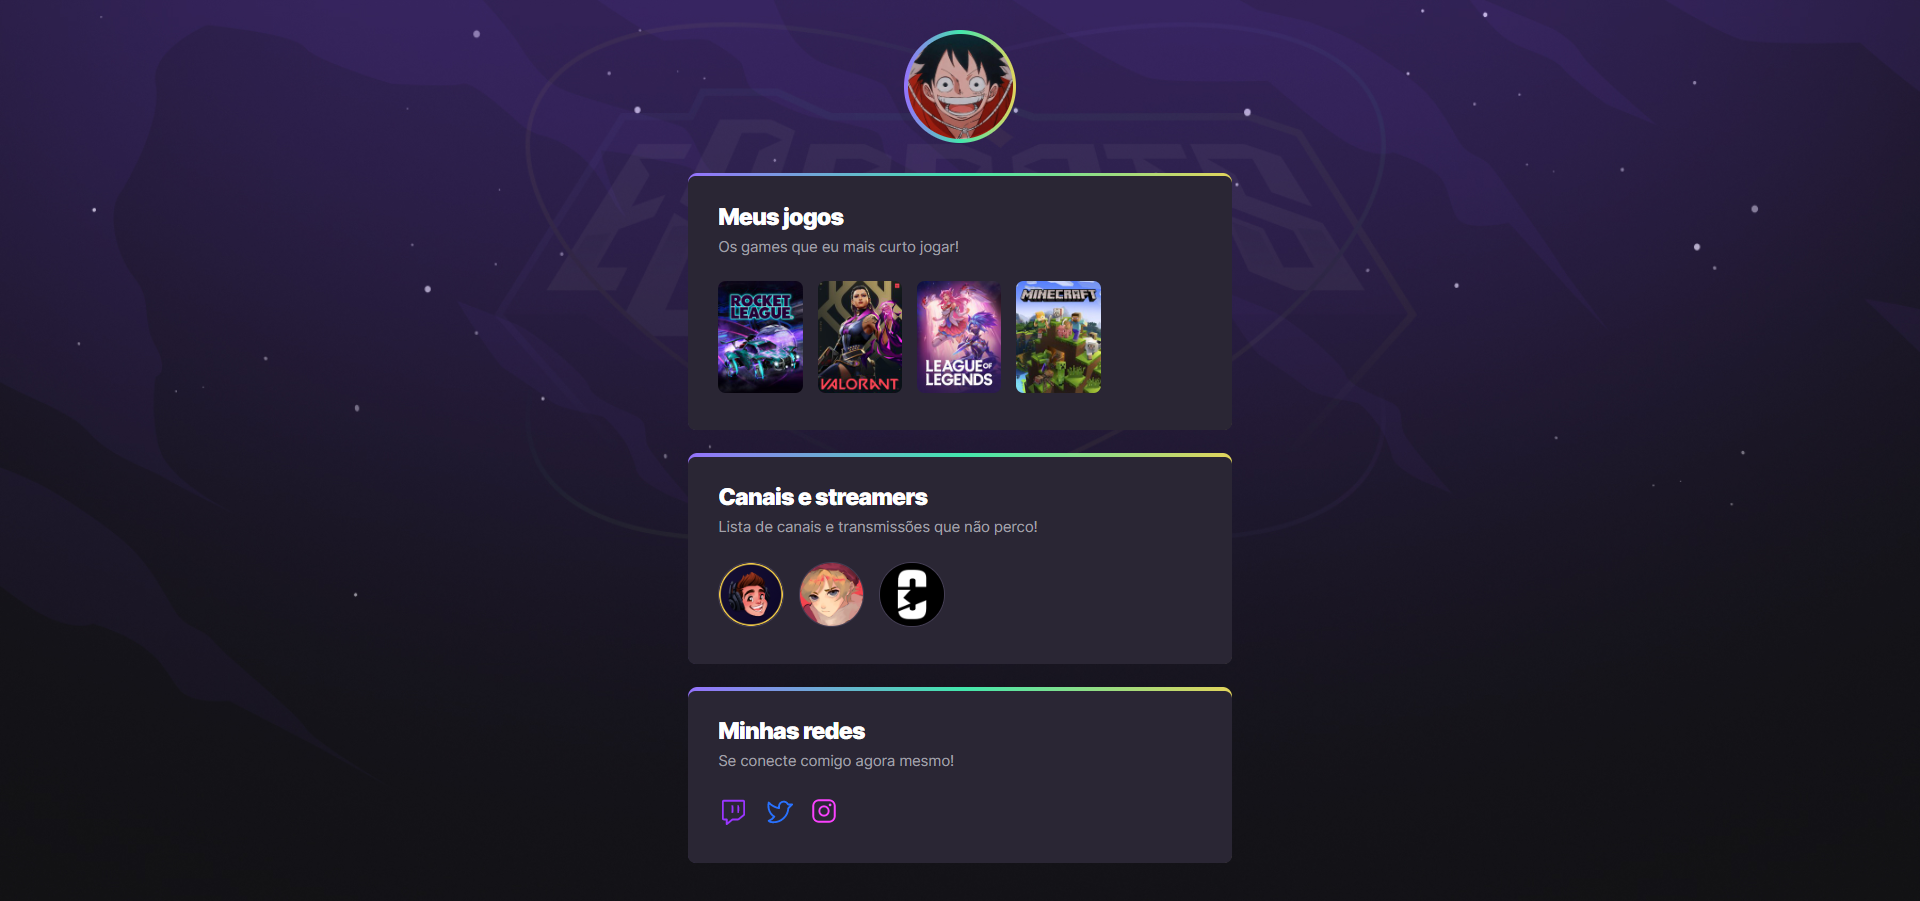 eSPORTS
Meus jogos
Os games que eu mais curto jogar!
ROCKET
LEAGUE
VALORANT
LEAGUE OF
LEGENDS
MINECRAFT
Canais e streamers
Lista de canais e transmissões que não perco!
Minhas redes
Se conecte comigo agora mesmo!